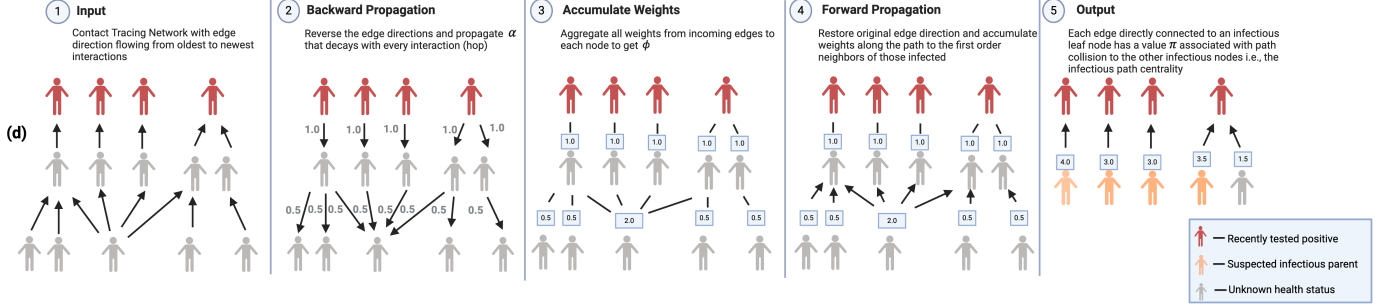 (d)
1 Input
Contact Tracing Network with edge
direction flowing from oldest to newest
interactions
2 Backward Propagation
Reverse the edge directions and propagate α
that decays with every interaction (hop)
1.0 1.0 1.0 1.0 1.0
0.5 0.5 0.5 0.5 0.5 0.5 0.5
3 Accumulate Weights
Aggregate all weights from incoming edges to
each node to get ϕ
1.0 1.0 1.0 1.0 1.0
0.5 0.5 2.0 0.5 0.5
4 Forward Propagation
Restore original edge direction and accumulate
weights along the path to the first order
neighbors of those infected
1.0 1.0 1.0 1.0 1.0
0.5 0.5 2.0 0.5 0.5
5 Output
Each edge directly connected to an infectious
leaf node has a value π associated with path
collision to the other infectious nodes i.e., the
infectious path centrality
4.0 3.0 3.0 3.5 1.5
Recently tested positive
Suspected infectious parent
Unknown health status